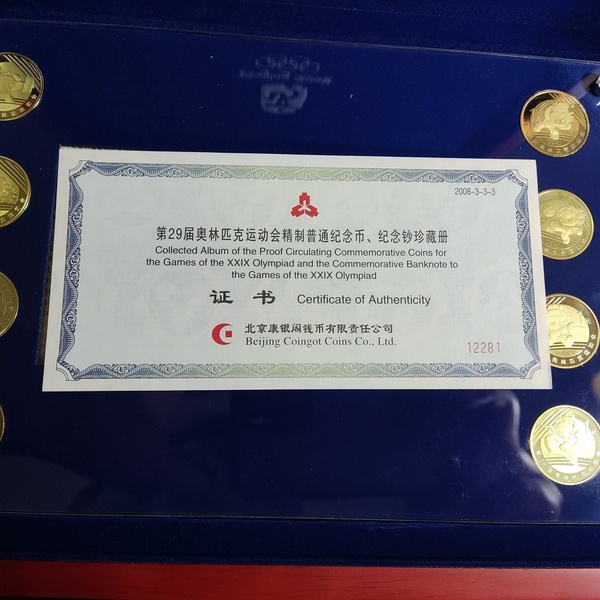 2008-3-3-3
第29届奥林匹克运动会精制普通纪念币、纪念钞珍藏册
Collected Album of the Proof Circulating Commemorative Coins for
the Games of the XXIX Olympiad and the Commemorative Banknote to
the Games of the XXIX Olympiad
证 书 Certificate of Authenticity
北京康银阁钱币有限责任公司
Beijing Coingot Coins Co., Ltd.
12281